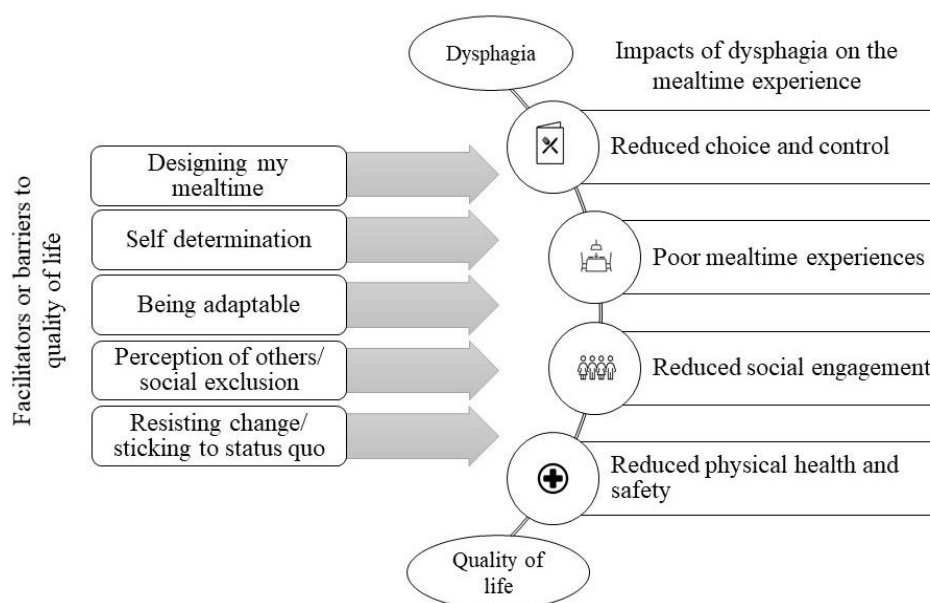 Dysphagia
Impacts of dysphagia on the
mealtime experience
Facilitators or barriers to
quality of life
Designing my
mealtime
Self determination
Being adaptable
Perception of others/
social exclusion
Resisting change/
sticking to status quo
Reduced choice and control
Poor mealtime experiences
Reduced social engagement
Reduced physical health and
safety
Quality of
life